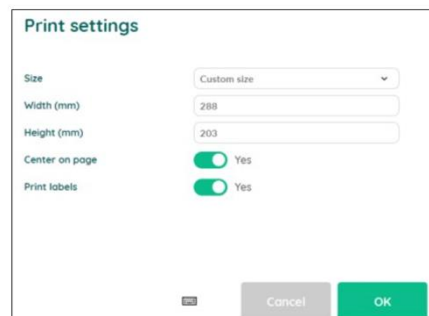 Print settings
Size Custom size
Width (mm) 288
Height (mm) 203
Center on page Yes
Print labels Yes
Cancel OK